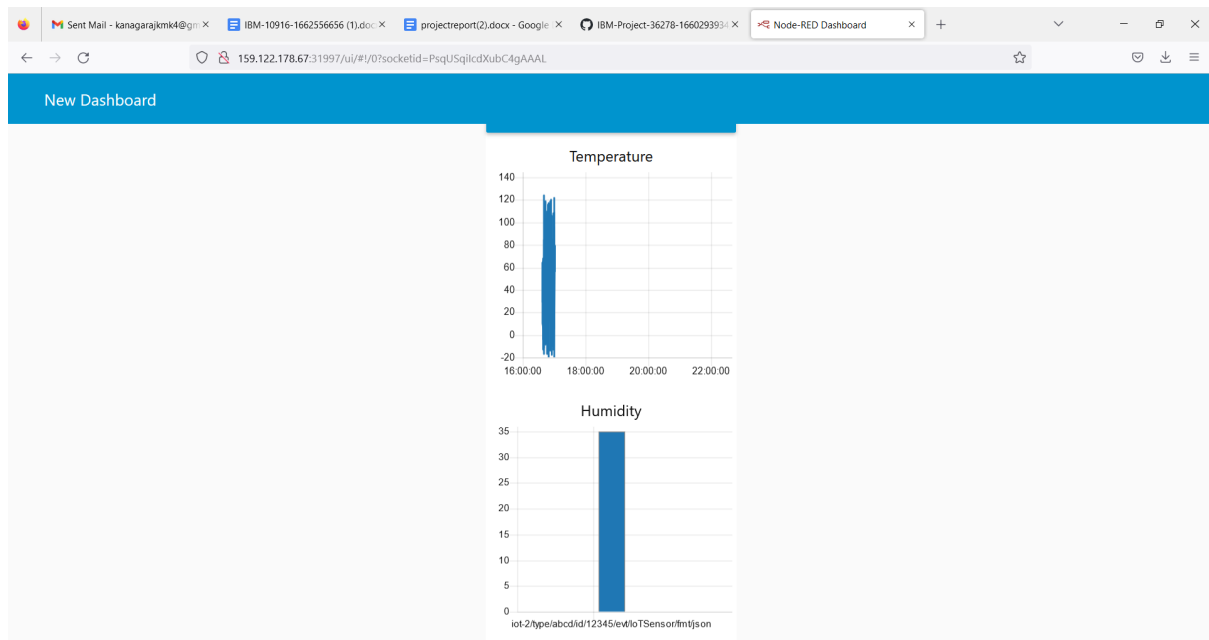 Sent Mail - kanagarajkmk4@gm
IBM-10916-1662556656 (1).doc
projectreport(2).docx - Google
IBM-Project-36278-1660293934
Node-RED Dashboard
159.122.178.67:31997/ui/#!/0?socketid=PsqUSqiIcdXubC4gAAAL
New Dashboard
Temperature
140
120
100
80
60
40
20
0
-20
16:00:00 18:00:00 20:00:00 22:00:00
Humidity
35
30
25
20
15
10
5
0
iot-2/type/abcd/id/12345/evt/IoTSensor/fmt/json